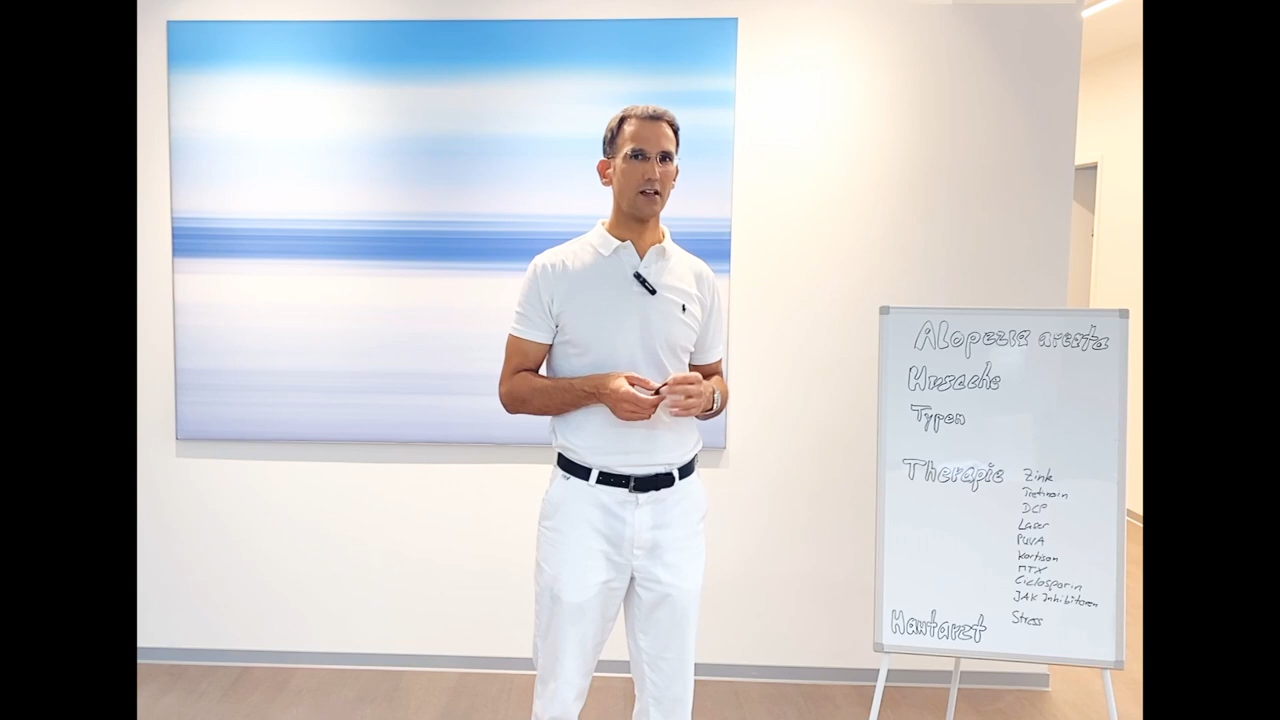 Alopezia areata
Ursache
Typen
Therapie
Zink
Tretinoin
DCP
Laser
PUVA
Kortison
MTX
Ciclosporin
JAK Inhibitoren
Stress
Hautarzt